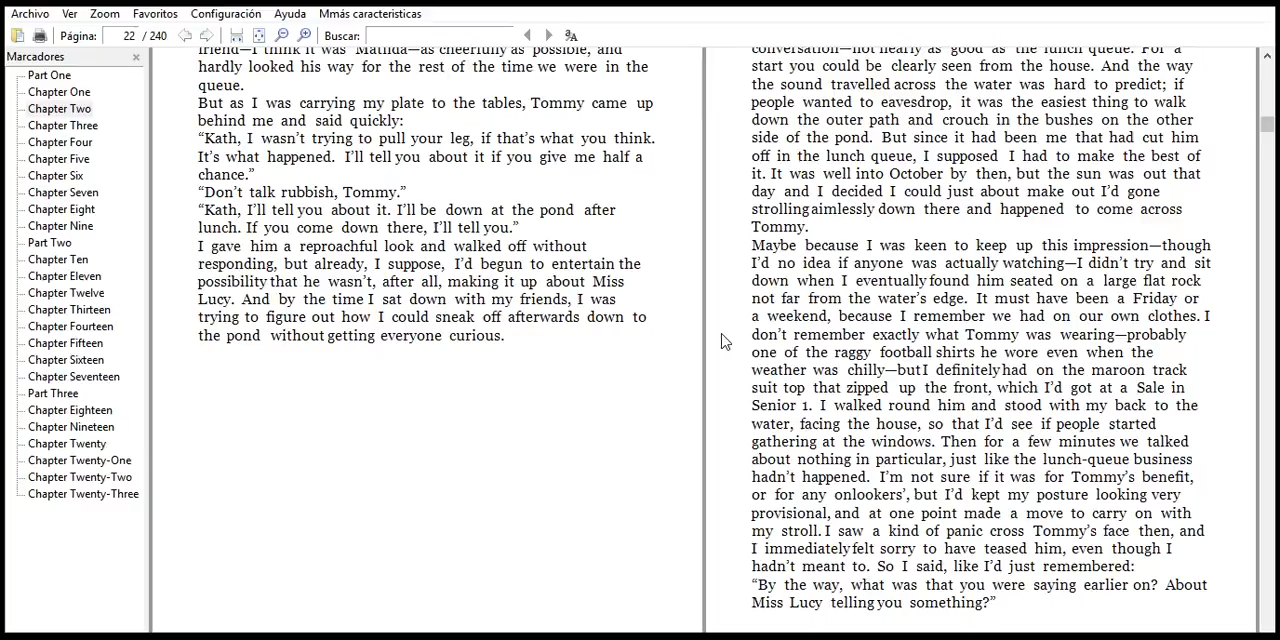 Archivo Ver Zoom Favoritos Configuración Ayuda Mmás caracteristicas
Página: 22 / 240 Buscar:
Marcadores
Part One
Chapter One
Chapter Two
Chapter Three
Chapter Four
Chapter Five
Chapter Six
Chapter Seven
Chapter Eight
Chapter Nine
Part Two
Chapter Ten
Chapter Eleven
Chapter Twelve
Chapter Thirteen
Chapter Fourteen
Chapter Fifteen
Chapter Sixteen
Chapter Seventeen
Part Three
Chapter Eighteen
Chapter Nineteen
Chapter Twenty
Chapter Twenty-One
Chapter Twenty-Two
Chapter Twenty-Three
friend—I think it was Matilda—as cheerfully as possible, and
hardly looked his way for the rest of the time we were in the
queue.
But as I was carrying my plate to the tables, Tommy came up
behind me and said quickly:
“Kath, I wasn’t trying to pull your leg, if that’s what you think.
It’s what happened. I’ll tell you about it if you give me half a
chance.”
“Don’t talk rubbish, Tommy.”
“Kath, I’ll tell you about it. I’ll be down at the pond after
lunch. If you come down there, I’ll tell you.”
I gave him a reproachful look and walked off without
responding, but already, I suppose, I’d begun to entertain the
possibility that he wasn’t, after all, making it up about Miss
Lucy. And by the time I sat down with my friends, I was
trying to figure out how I could sneak off afterwards down to
the pond without getting everyone curious.
conversation—not nearly as good as the lunch queue. For a
start you could be clearly seen from the house. And the way
the sound travelled across the water was hard to predict; if
people wanted to eavesdrop, it was the easiest thing to walk
down the outer path and crouch in the bushes on the other
side of the pond. But since it had been me that had cut him
off in the lunch queue, I supposed I had to make the best of
it. It was well into October by then, but the sun was out that
day and I decided I could just about make out I’d gone
strolling aimlessly down there and happened to come across
Tommy.
Maybe because I was keen to keep up this impression—though
I’d no idea if anyone was actually watching—I didn’t try and sit
down when I eventually found him seated on a large flat rock
not far from the water’s edge. It must have been a Friday or
a weekend, because I remember we had on our own clothes. I
don’t remember exactly what Tommy was wearing—probably
one of the raggy football shirts he wore even when the
weather was chilly—but I definitely had on the maroon track
suit top that zipped up the front, which I’d got at a Sale in
Senior 1. I walked round him and stood with my back to the
water, facing the house, so that I’d see if people started
gathering at the windows. Then for a few minutes we talked
about nothing in particular, just like the lunch-queue business
hadn’t happened. I’m not sure if it was for Tommy’s benefit,
or for any onlookers’, but I’d kept my posture looking very
provisional, and at one point made a move to carry on with
my stroll. I saw a kind of panic cross Tommy’s face then, and
I immediately felt sorry to have teased him, even though I
hadn’t meant to. So I said, like I’d just remembered:
“By the way, what was that you were saying earlier on? About
Miss Lucy telling you something?”